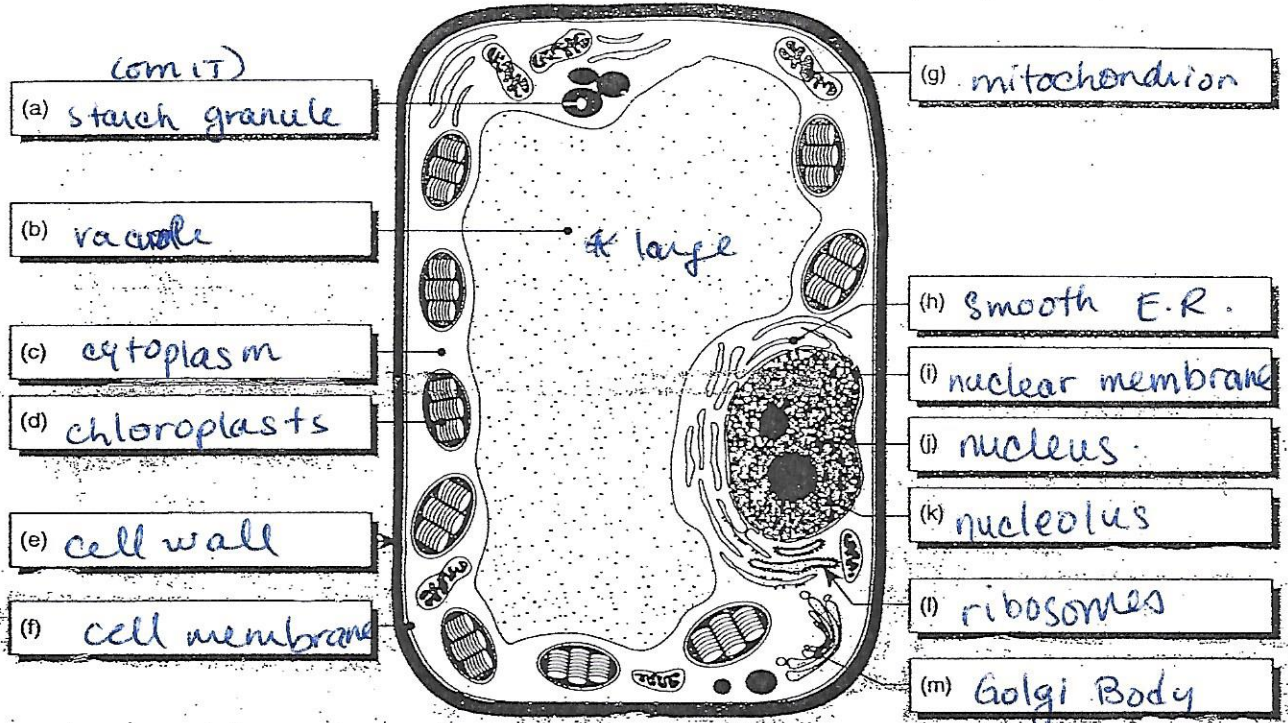 (omIT)
(a) starch granule
(b) vacuole
* large
(c) cytoplasm
(d) chloroplasts
(e) cell wall
(f) cell membrane
(g) mitochondrion
(h) smooth E.R.
(i) nuclear membrane
(j) nucleus.
(k) nucleolus
(l) ribosomes
(m) Golgi Body